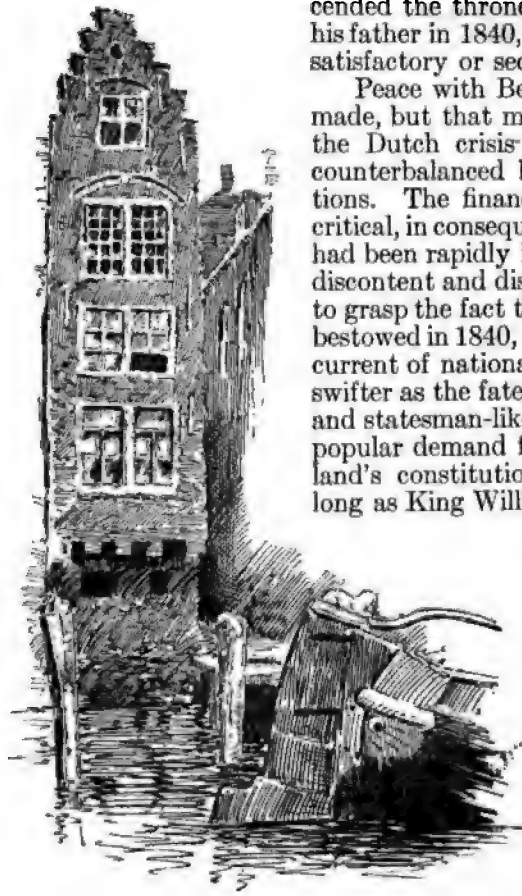 cended the throne
his father in 1840,
satisfactory or sec
Peace with Be
made, but that m
the Dutch crisis
counterbalanced
tions. The finan
critical, in consequ
had been rapidly
discontent and dis
to grasp the fact t
bestowed in 1840,
current of nationa
swifter as the fate
and statesman-lik
popular demand f
land's constitutio
long as King Will